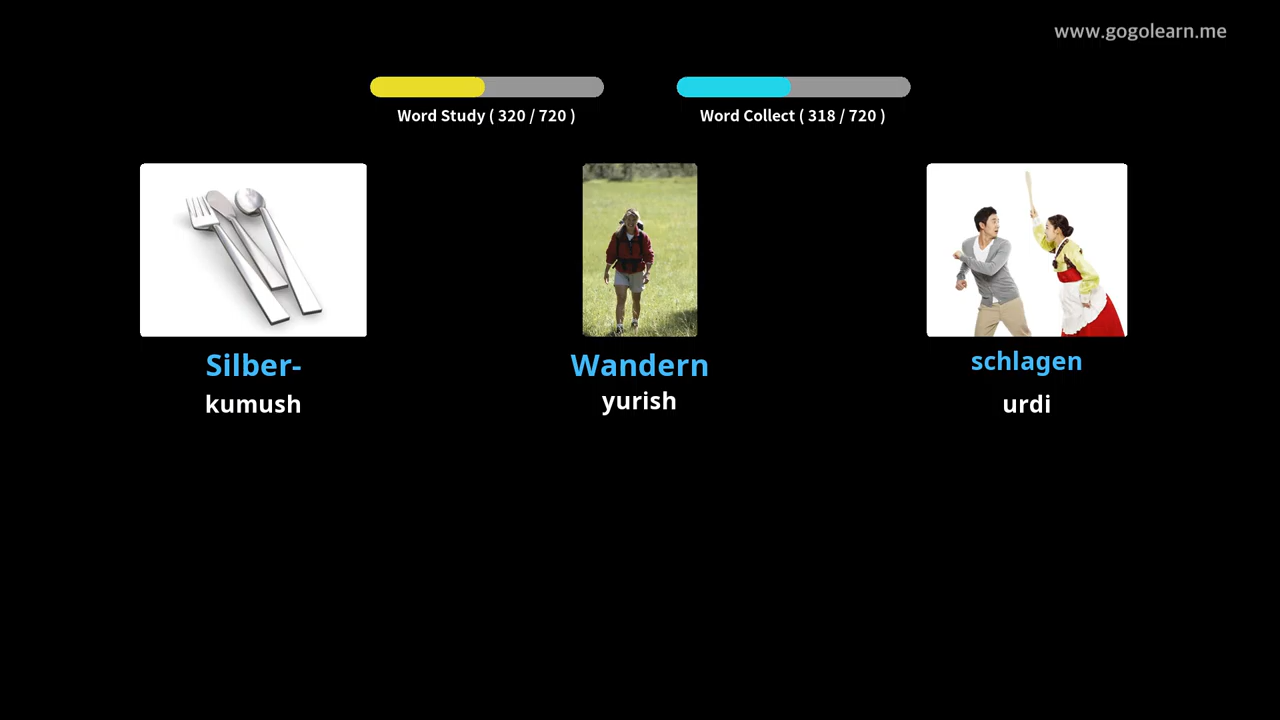 www.gogolearn.me
Word Study ( 320 / 720 )
Word Collect ( 318 / 720 )
Silber-
kumush
Wandern
yurish
schlagen
urdi